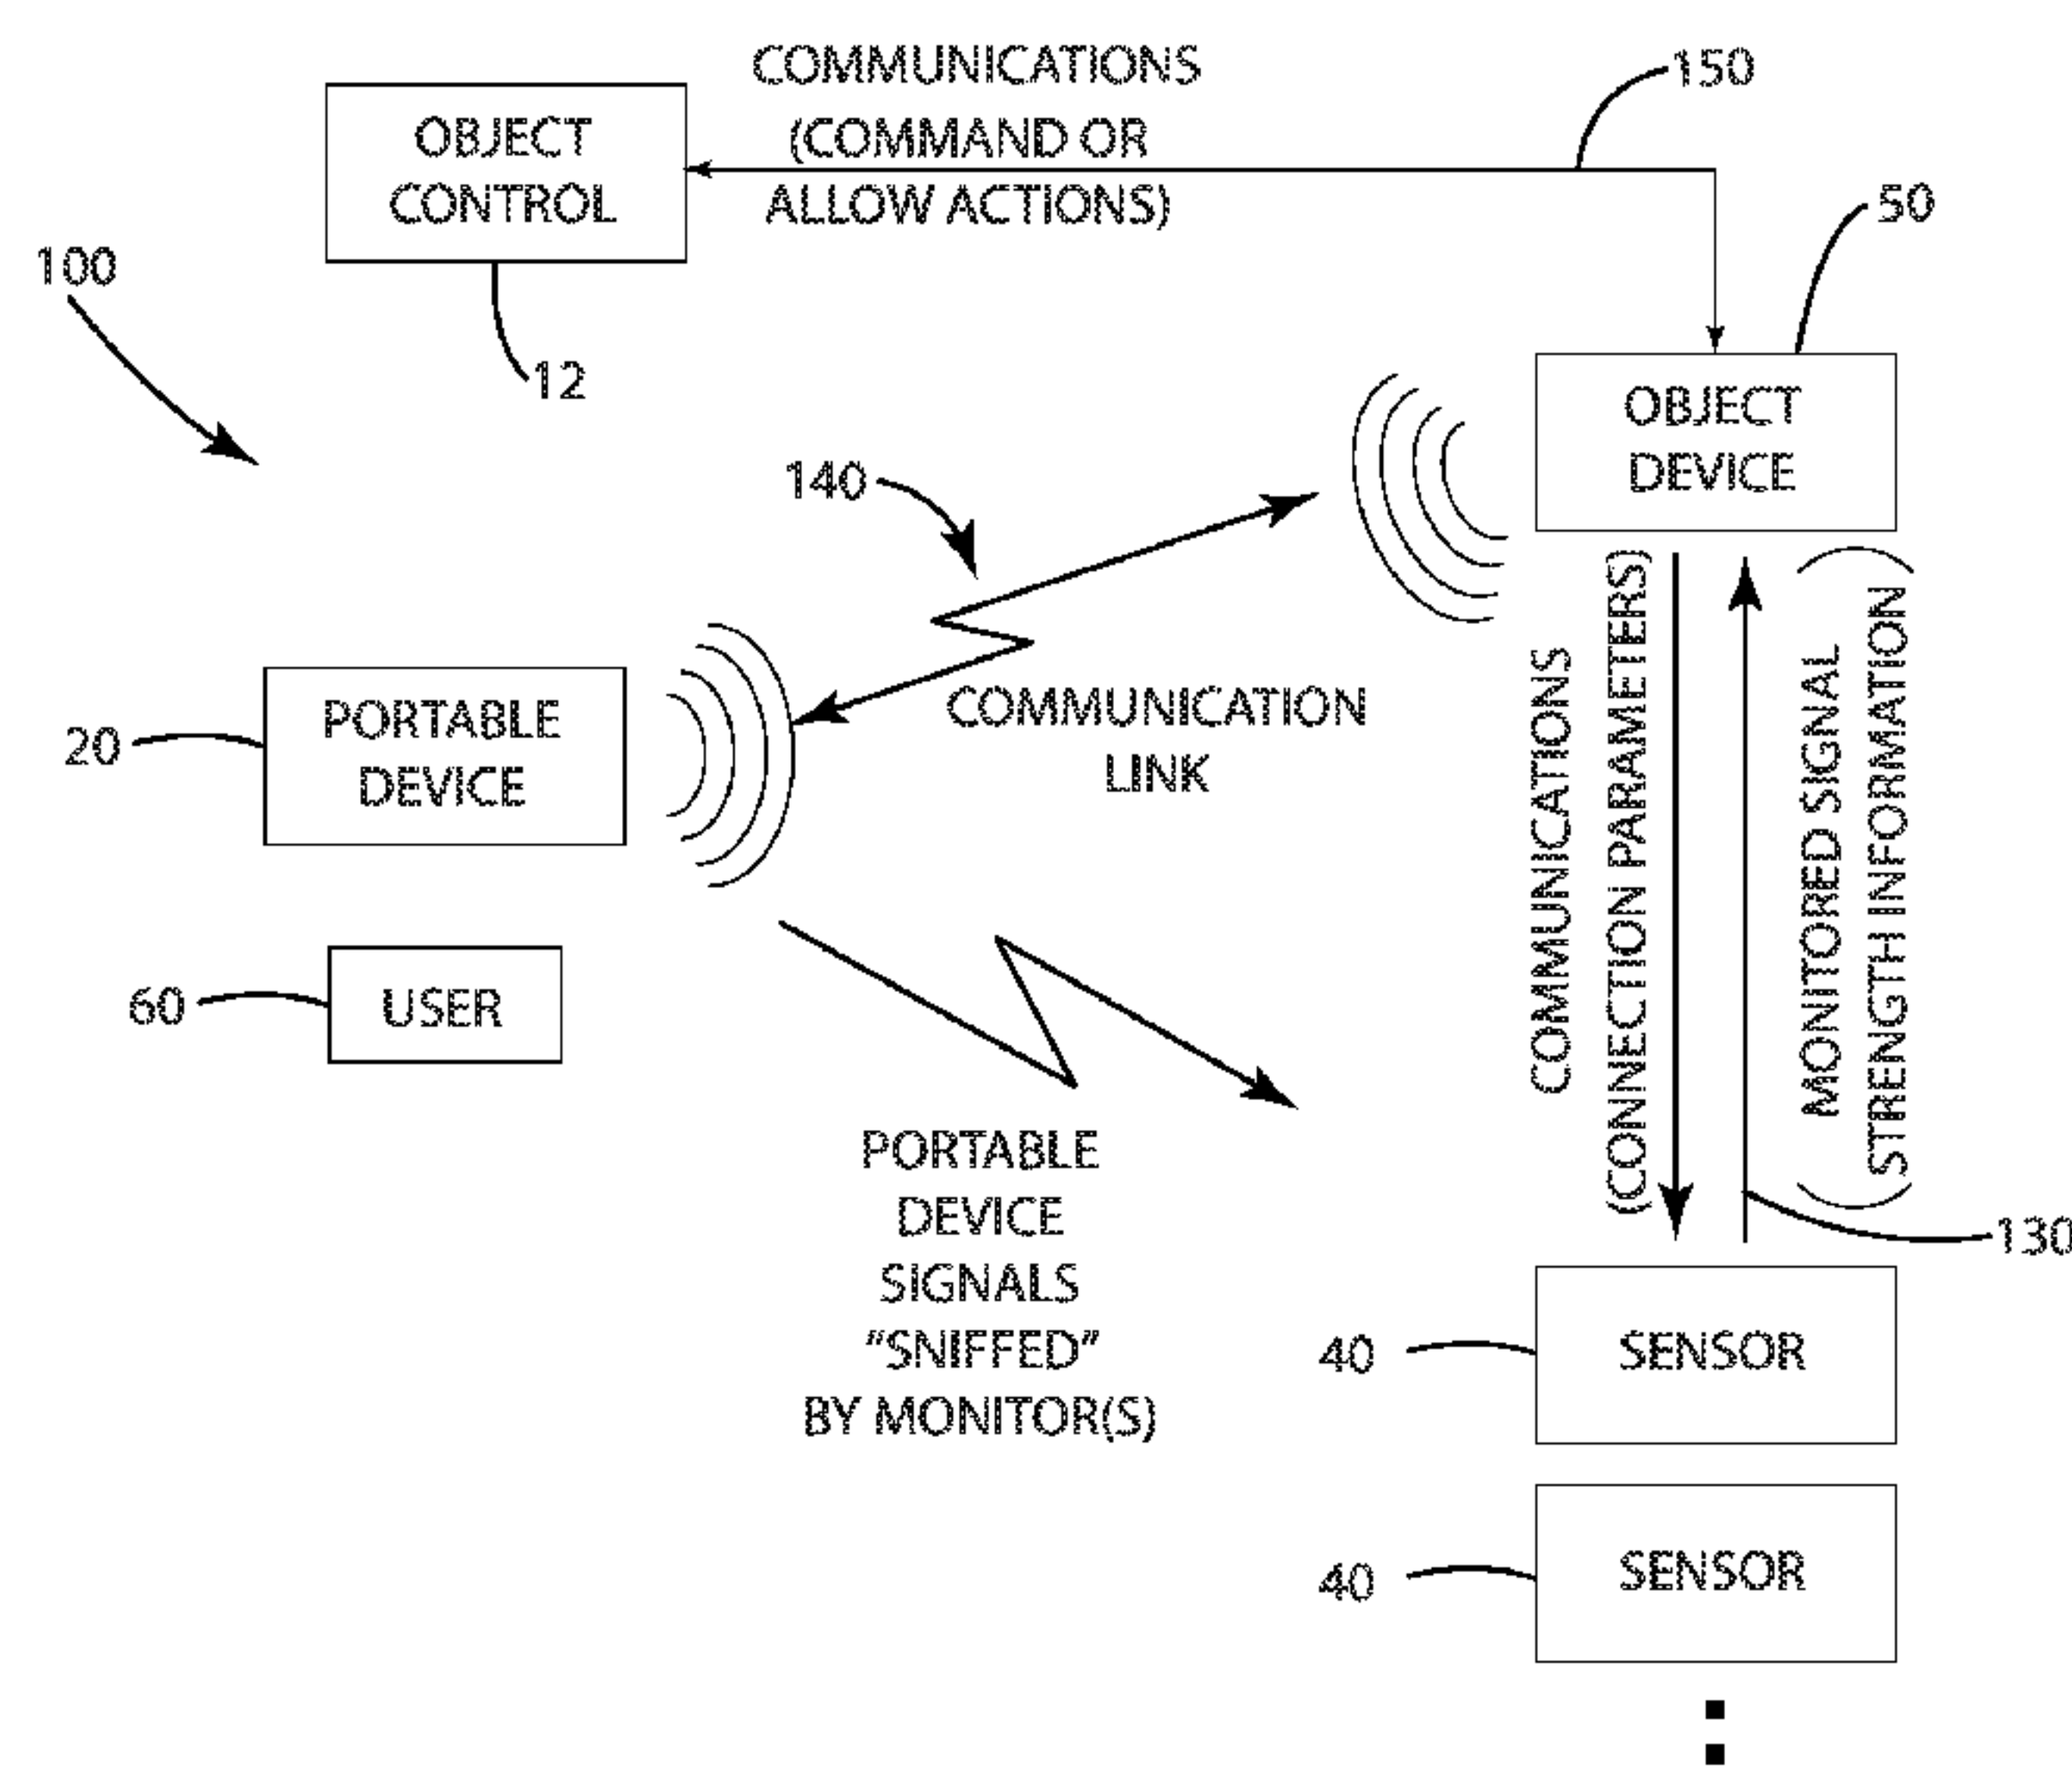 COMMUNICATIONS
(COMMAND OR
ALLOW ACTIONS)
150
OBJECT
CONTROL
50
100
12
OBJECT
DEVICE
140
COMMUNICATION
LINK
20
PORTABLE
DEVICE
COMMUNICATIONS
(CONNECTION PARAMETERS)
MONITORED SIGNAL
STRENGTH INFORMATION
60
USER
PORTABLE
DEVICE
SIGNALS
"SNIFFED"
BY MONITOR(S)
130
40
SENSOR
40
SENSOR